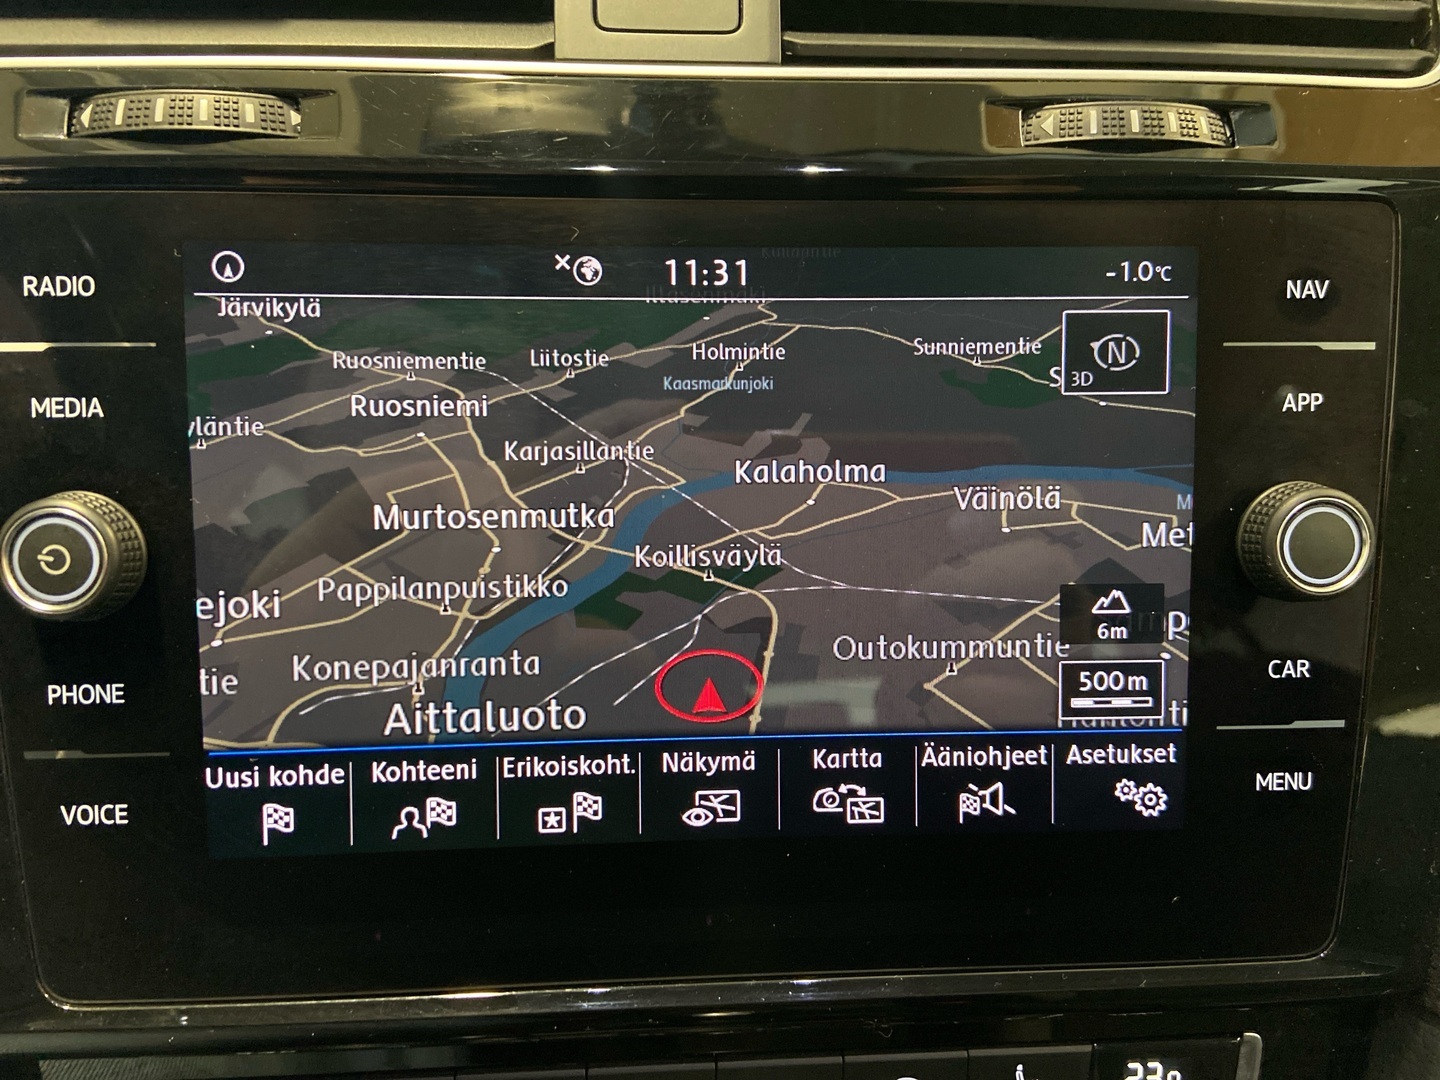 RADIO
MEDIA
PHONE
VOICE
11:31
-1.0°C
Järvikylä
Ruosniementie
Liitostie
Holmintie
Sunniementie
N
3D
S
Kaasmarkunjoki
Ruosniemi
yläntie
Karjasillantie
Kalaholma
Väinölä
Murtosenmutka
Met
Koillisväylä
Pappilanpuistikko
ejoki
6m
Outokummuntie
Konepajanranta
tie
500m
Aittaluoto
Uusi kohde
Kohteeni
Erikoiskoht.
Näkymä
Kartta
Ääniohjeet
Asetukset
NAV
APP
CAR
MENU